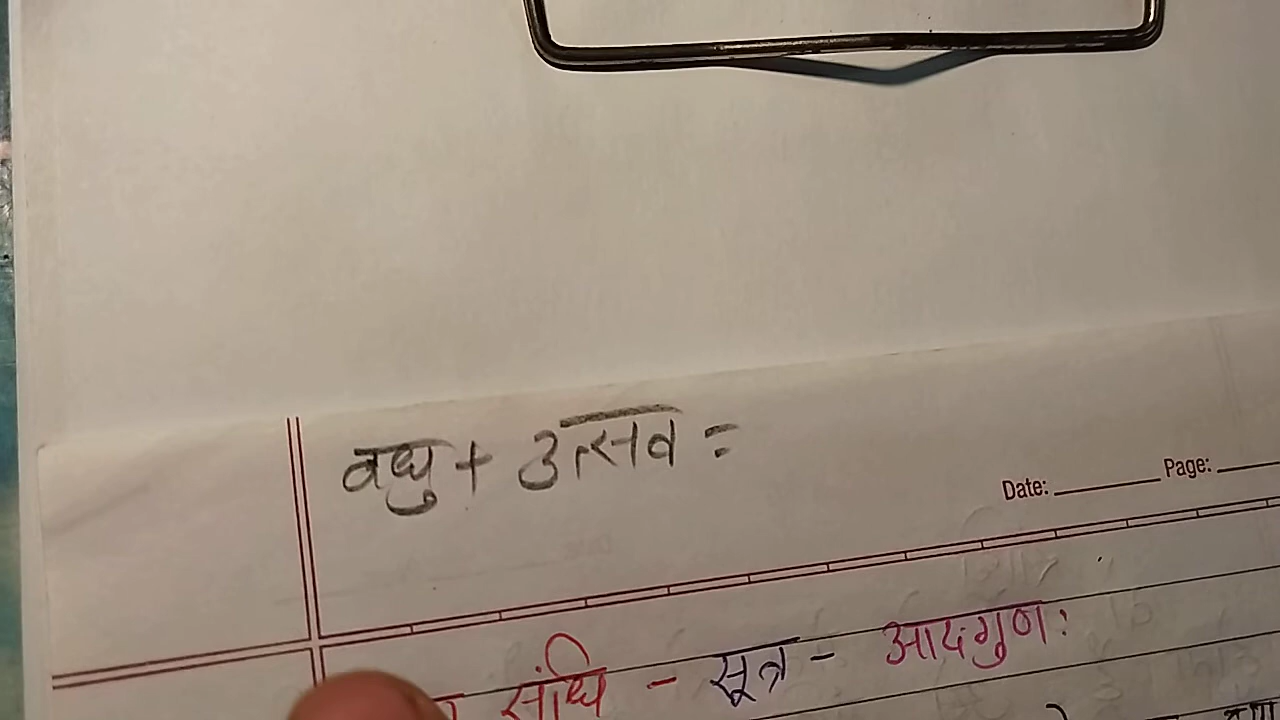 वधु + उत्सव =
Date: Page:
संधि - सूत्र - आदगुणः